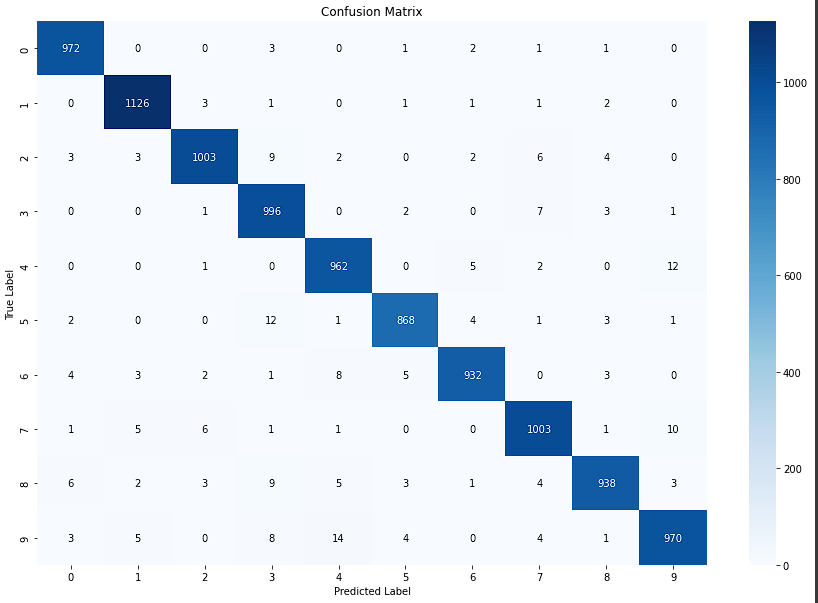 Confusion Matrix
0 972 0 0 3 0 1 2 1 1 0
1 0 1126 3 1 0 1 1 1 2 0
2 3 3 1003 9 2 0 2 6 4 0
3 0 0 1 996 0 2 0 7 3 1
4 0 0 1 0 962 0 5 2 0 12
5 2 0 0 12 1 868 4 1 3 1
6 4 3 2 1 8 5 932 0 3 0
7 1 5 6 1 1 0 0 1003 1 10
8 6 2 3 9 5 3 1 4 938 3
9 3 5 0 8 14 4 0 4 1 970
0 1 2 3 4 5 6 7 8 9
True Label
Predicted Label
1000
800
600
400
200
0